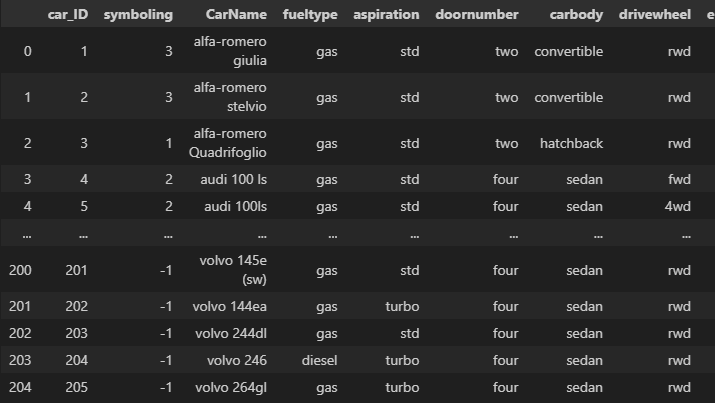 car_ID symboling CarName fueltype aspiration doornumber carbody drivewheel e
0 1 3 alfa-romero giulia gas std two convertible rwd
1 2 3 alfa-romero stelvio gas std two convertible rwd
2 3 1 alfa-romero Quadrifoglio gas std two hatchback rwd
3 4 2 audi 100 ls gas std four sedan fwd
4 5 2 audi 100ls gas std four sedan 4wd
... ... ... ... ... ... ... ... ...
200 201 -1 volvo 145e (sw) gas std four sedan rwd
201 202 -1 volvo 144ea gas turbo four sedan rwd
202 203 -1 volvo 244dl gas std four sedan rwd
203 204 -1 volvo 246 diesel turbo four sedan rwd
204 205 -1 volvo 264gl gas turbo four sedan rwd